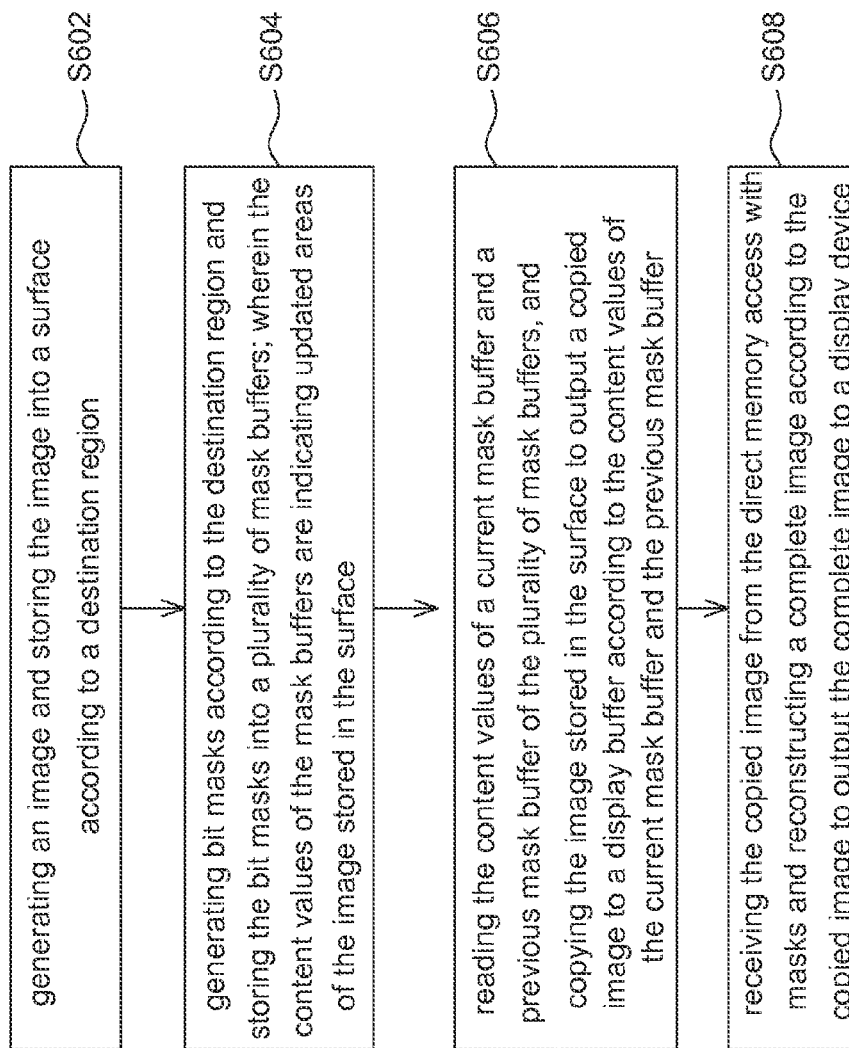 generating an image and storing the image into a surface
according to a destination region
S602
generating bit masks according to the destination region and
storing the bit masks into a plurality of mask buffers; wherein the
content values of the mask buffers are indicating updated areas
of the image stored in the surface
S604
reading the content values of a current mask buffer and a
previous mask buffer of the plurality of mask buffers, and
copying the image stored in the surface to output a copied
image to a display buffer according to the content values of
the current mask buffer and the previous mask buffer
S606
receiving the copied image from the direct memory access with
masks and reconstructing a complete image according to the
copied image to output the complete image to a display device
S608